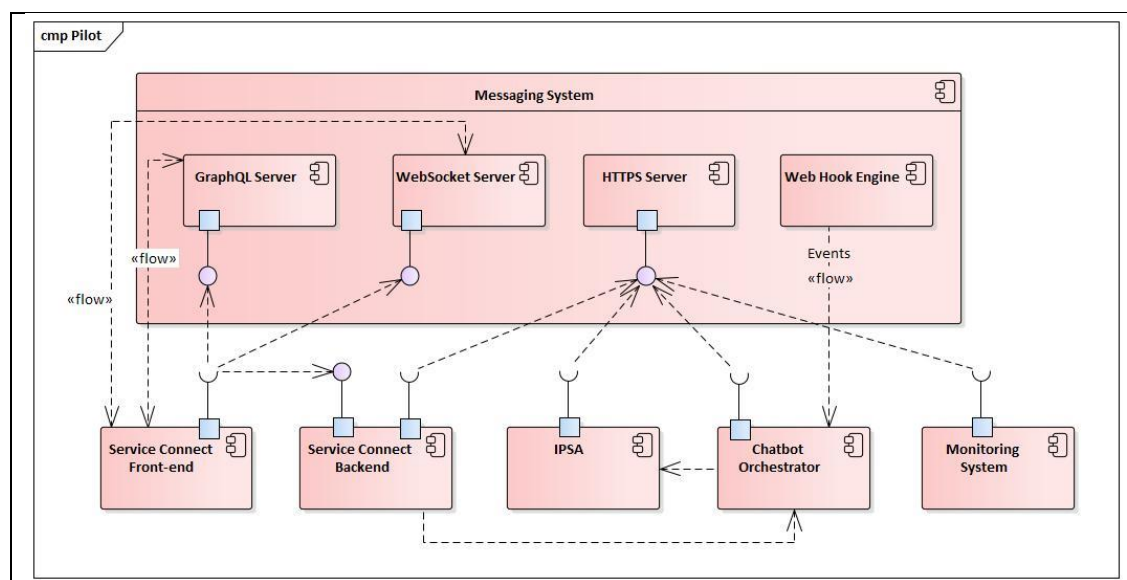 cmp Pilot
Messaging System
GraphQL Server
WebSocket Server
HTTPS Server
Web Hook Engine
«flow»
«flow»
Events
«flow»
Service Connect
Front-end
Service Connect
Backend
IPSA
Chatbot
Orchestrator
Monitoring
System